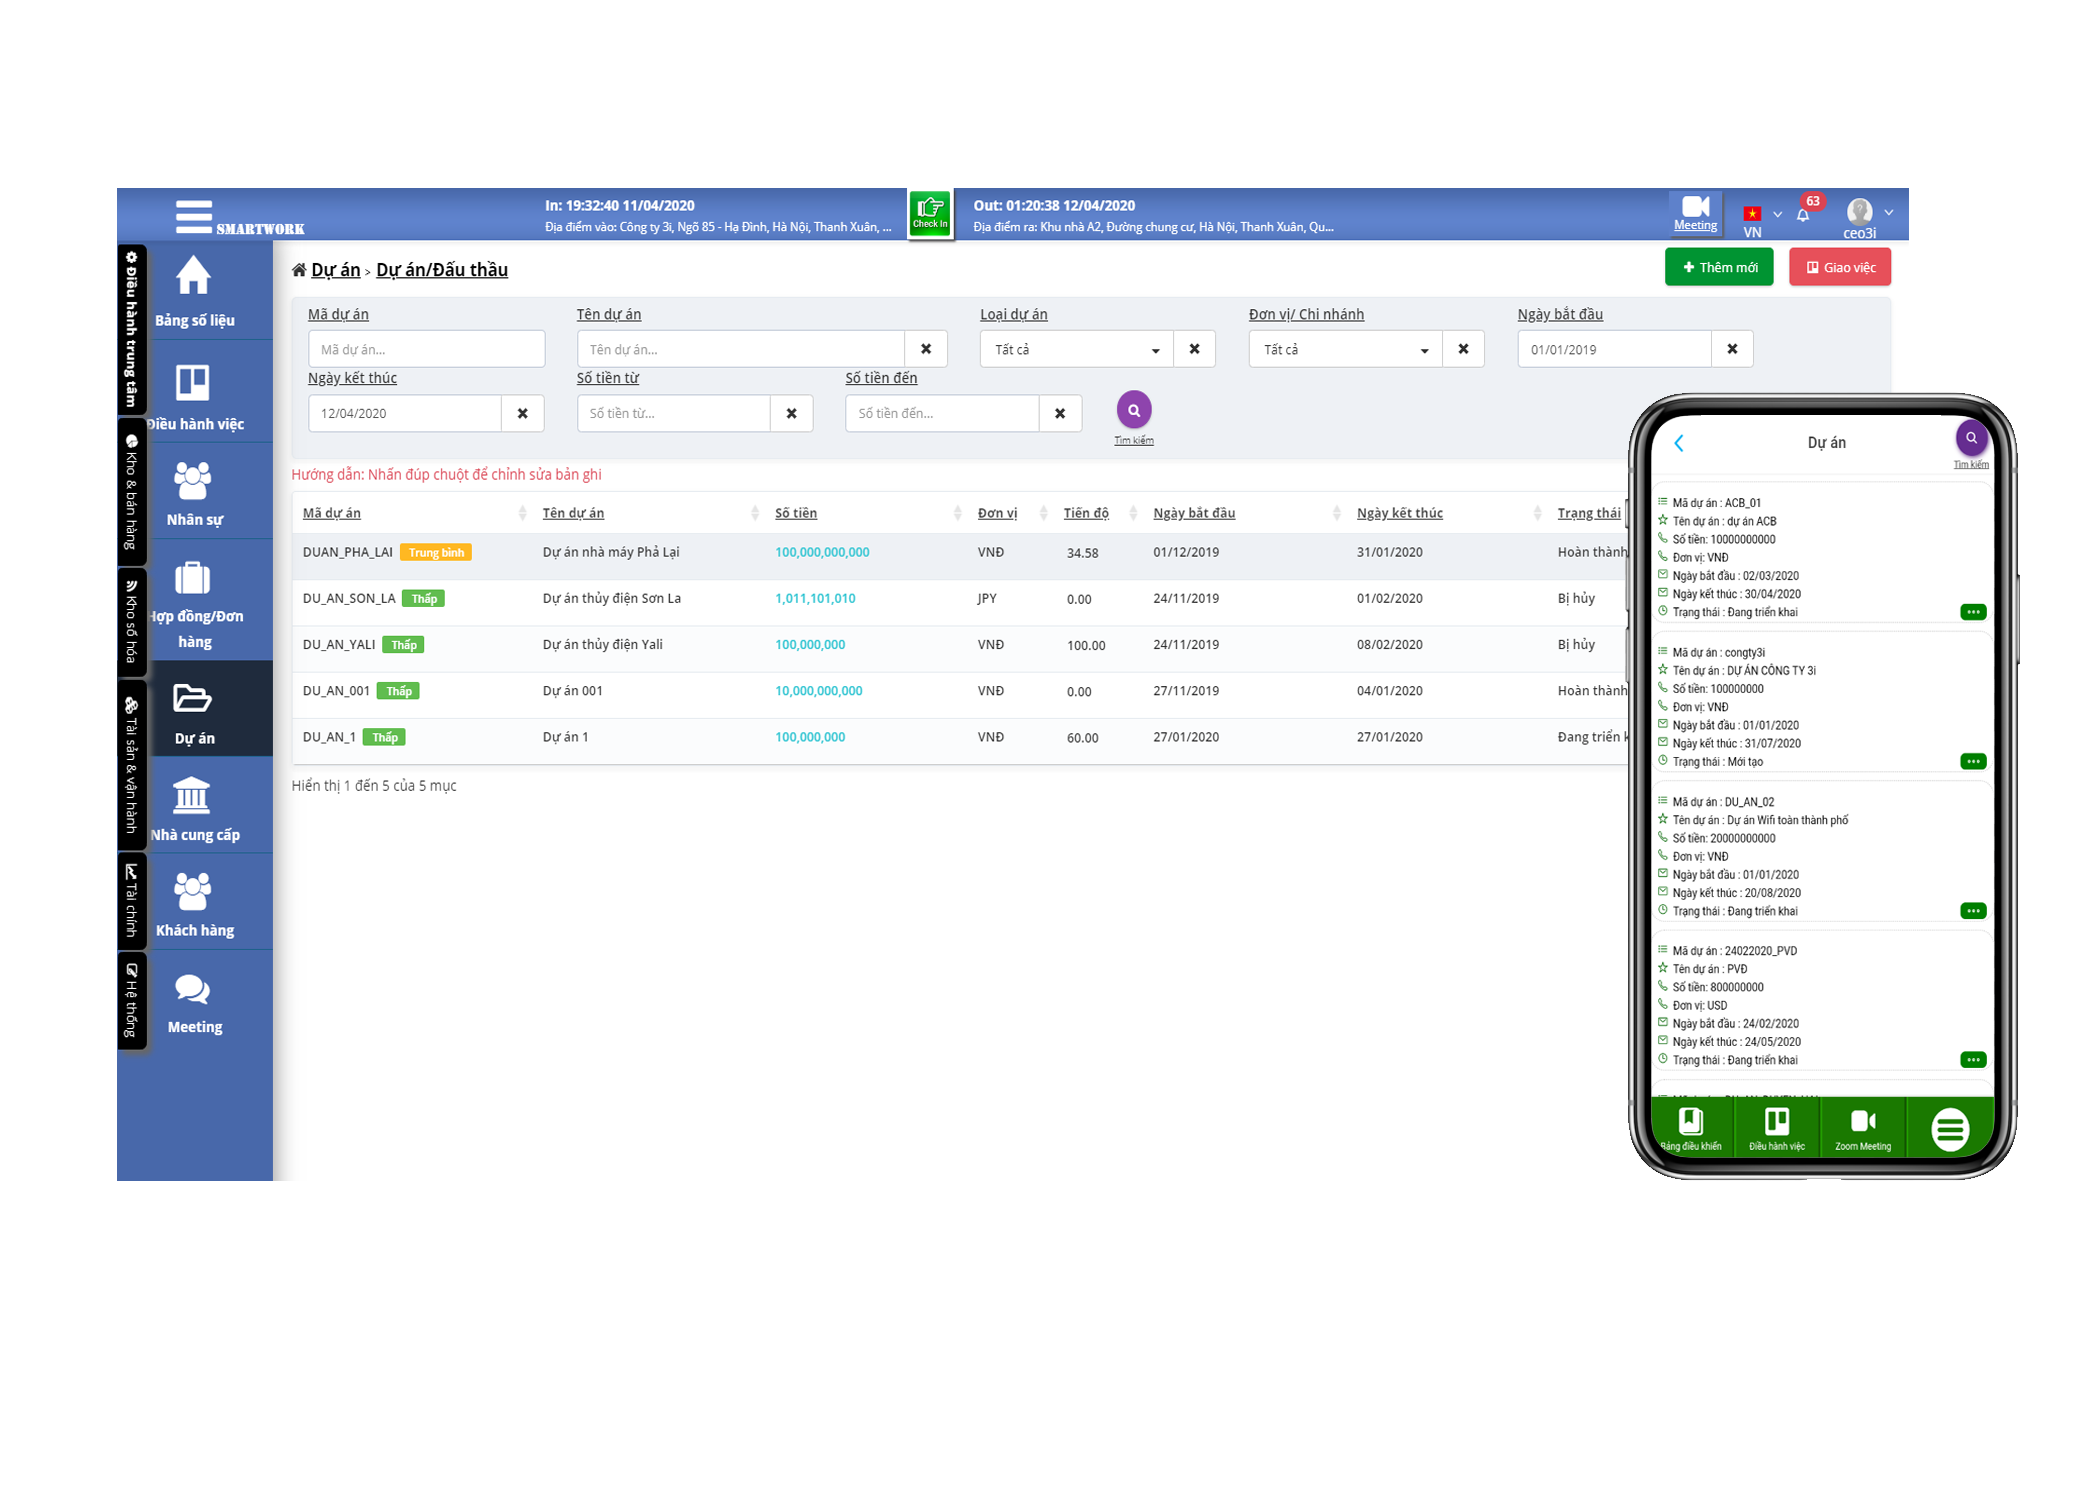 SMARTWORK
In: 19:32:40 11/04/2020
Địa điểm vào: Công ty 3i, Ngõ 85 - Hạ Đình, Hà Nội, Thanh Xuân, ...
Check In
Out: 01:20:38 12/04/2020
Địa điểm ra: Khu nhà A2, Đường chung cư, Hà Nội, Thanh Xuân, Qu...
Meeting
VN
63
ceo3i
Điều hành trung tâm
Kho & bán hàng
Kho số hóa
Tài sản & vận hành
Tài chính
Hệ thống
Bảng số liệu
Điều hành việc
Nhân sự
Hợp đồng/Đơn
hàng
Dự án
Nhà cung cấp
Khách hàng
Meeting
Dự án > Dự án/Đấu thầu
Thêm mới
Giao việc
Mã dự án Tên dự án Loại dự án Đơn vị/ Chi nhánh Ngày bắt đầu
Mã dự án... Tên dự án... Tất cả Tất cả 01/01/2019
Ngày kết thúc Số tiền từ Số tiền đến
12/04/2020 Số tiền từ... Số tiền đến...
Tìm kiếm
Hướng dẫn: Nhấn đúp chuột để chỉnh sửa bản ghi
Mã dự án Tên dự án Số tiền Đơn vị Tiến độ Ngày bắt đầu Ngày kết thúc Trạng thái
DUAN_PHA_LAI Trung bình Dự án nhà máy Phả Lại 100,000,000,000 VNĐ 34.58 01/12/2019 31/01/2020 Hoàn thành
DU_AN_SON_LA Thấp Dự án thủy điện Sơn La 1,011,101,010 JPY 0.00 24/11/2019 01/02/2020 Bị hủy
DU_AN_YALI Thấp Dự án thủy điện Yali 100,000,000 VNĐ 100.00 24/11/2019 08/02/2020 Bị hủy
DU_AN_001 Thấp Dự án 001 10,000,000,000 VNĐ 0.00 27/11/2019 04/01/2020 Hoàn thành
DU_AN_1 Thấp Dự án 1 100,000,000 VNĐ 60.00 27/01/2020 27/01/2020 Đang triển k
Hiển thị 1 đến 5 của 5 mục
Dự án
Tìm kiếm
Mã dự án : ACB_01
Tên dự án : dự án ACB
Số tiền: 10000000000
Đơn vị: VNĐ
Ngày bắt đầu : 02/03/2020
Ngày kết thúc : 30/04/2020
Trạng thái : Đang triển khai
Mã dự án : congty3i
Tên dự án : DỰ ÁN CÔNG TY 3i
Số tiền: 100000000
Đơn vị: VNĐ
Ngày bắt đầu : 01/01/2020
Ngày kết thúc : 31/07/2020
Trạng thái : Mới tạo
Mã dự án : DU_AN_02
Tên dự án : Dự án Wifi toàn thành phố
Số tiền: 20000000000
Đơn vị: VNĐ
Ngày bắt đầu : 01/01/2020
Ngày kết thúc : 20/08/2020
Trạng thái : Đang triển khai
Mã dự án : 24022020_PVD
Tên dự án : PVĐ
Số tiền: 800000000
Đơn vị: USD
Ngày bắt đầu : 24/02/2020
Ngày kết thúc : 24/05/2020
Trạng thái : Đang triển khai
Bảng điều khiển
Điều hành việc
Zoom Meeting